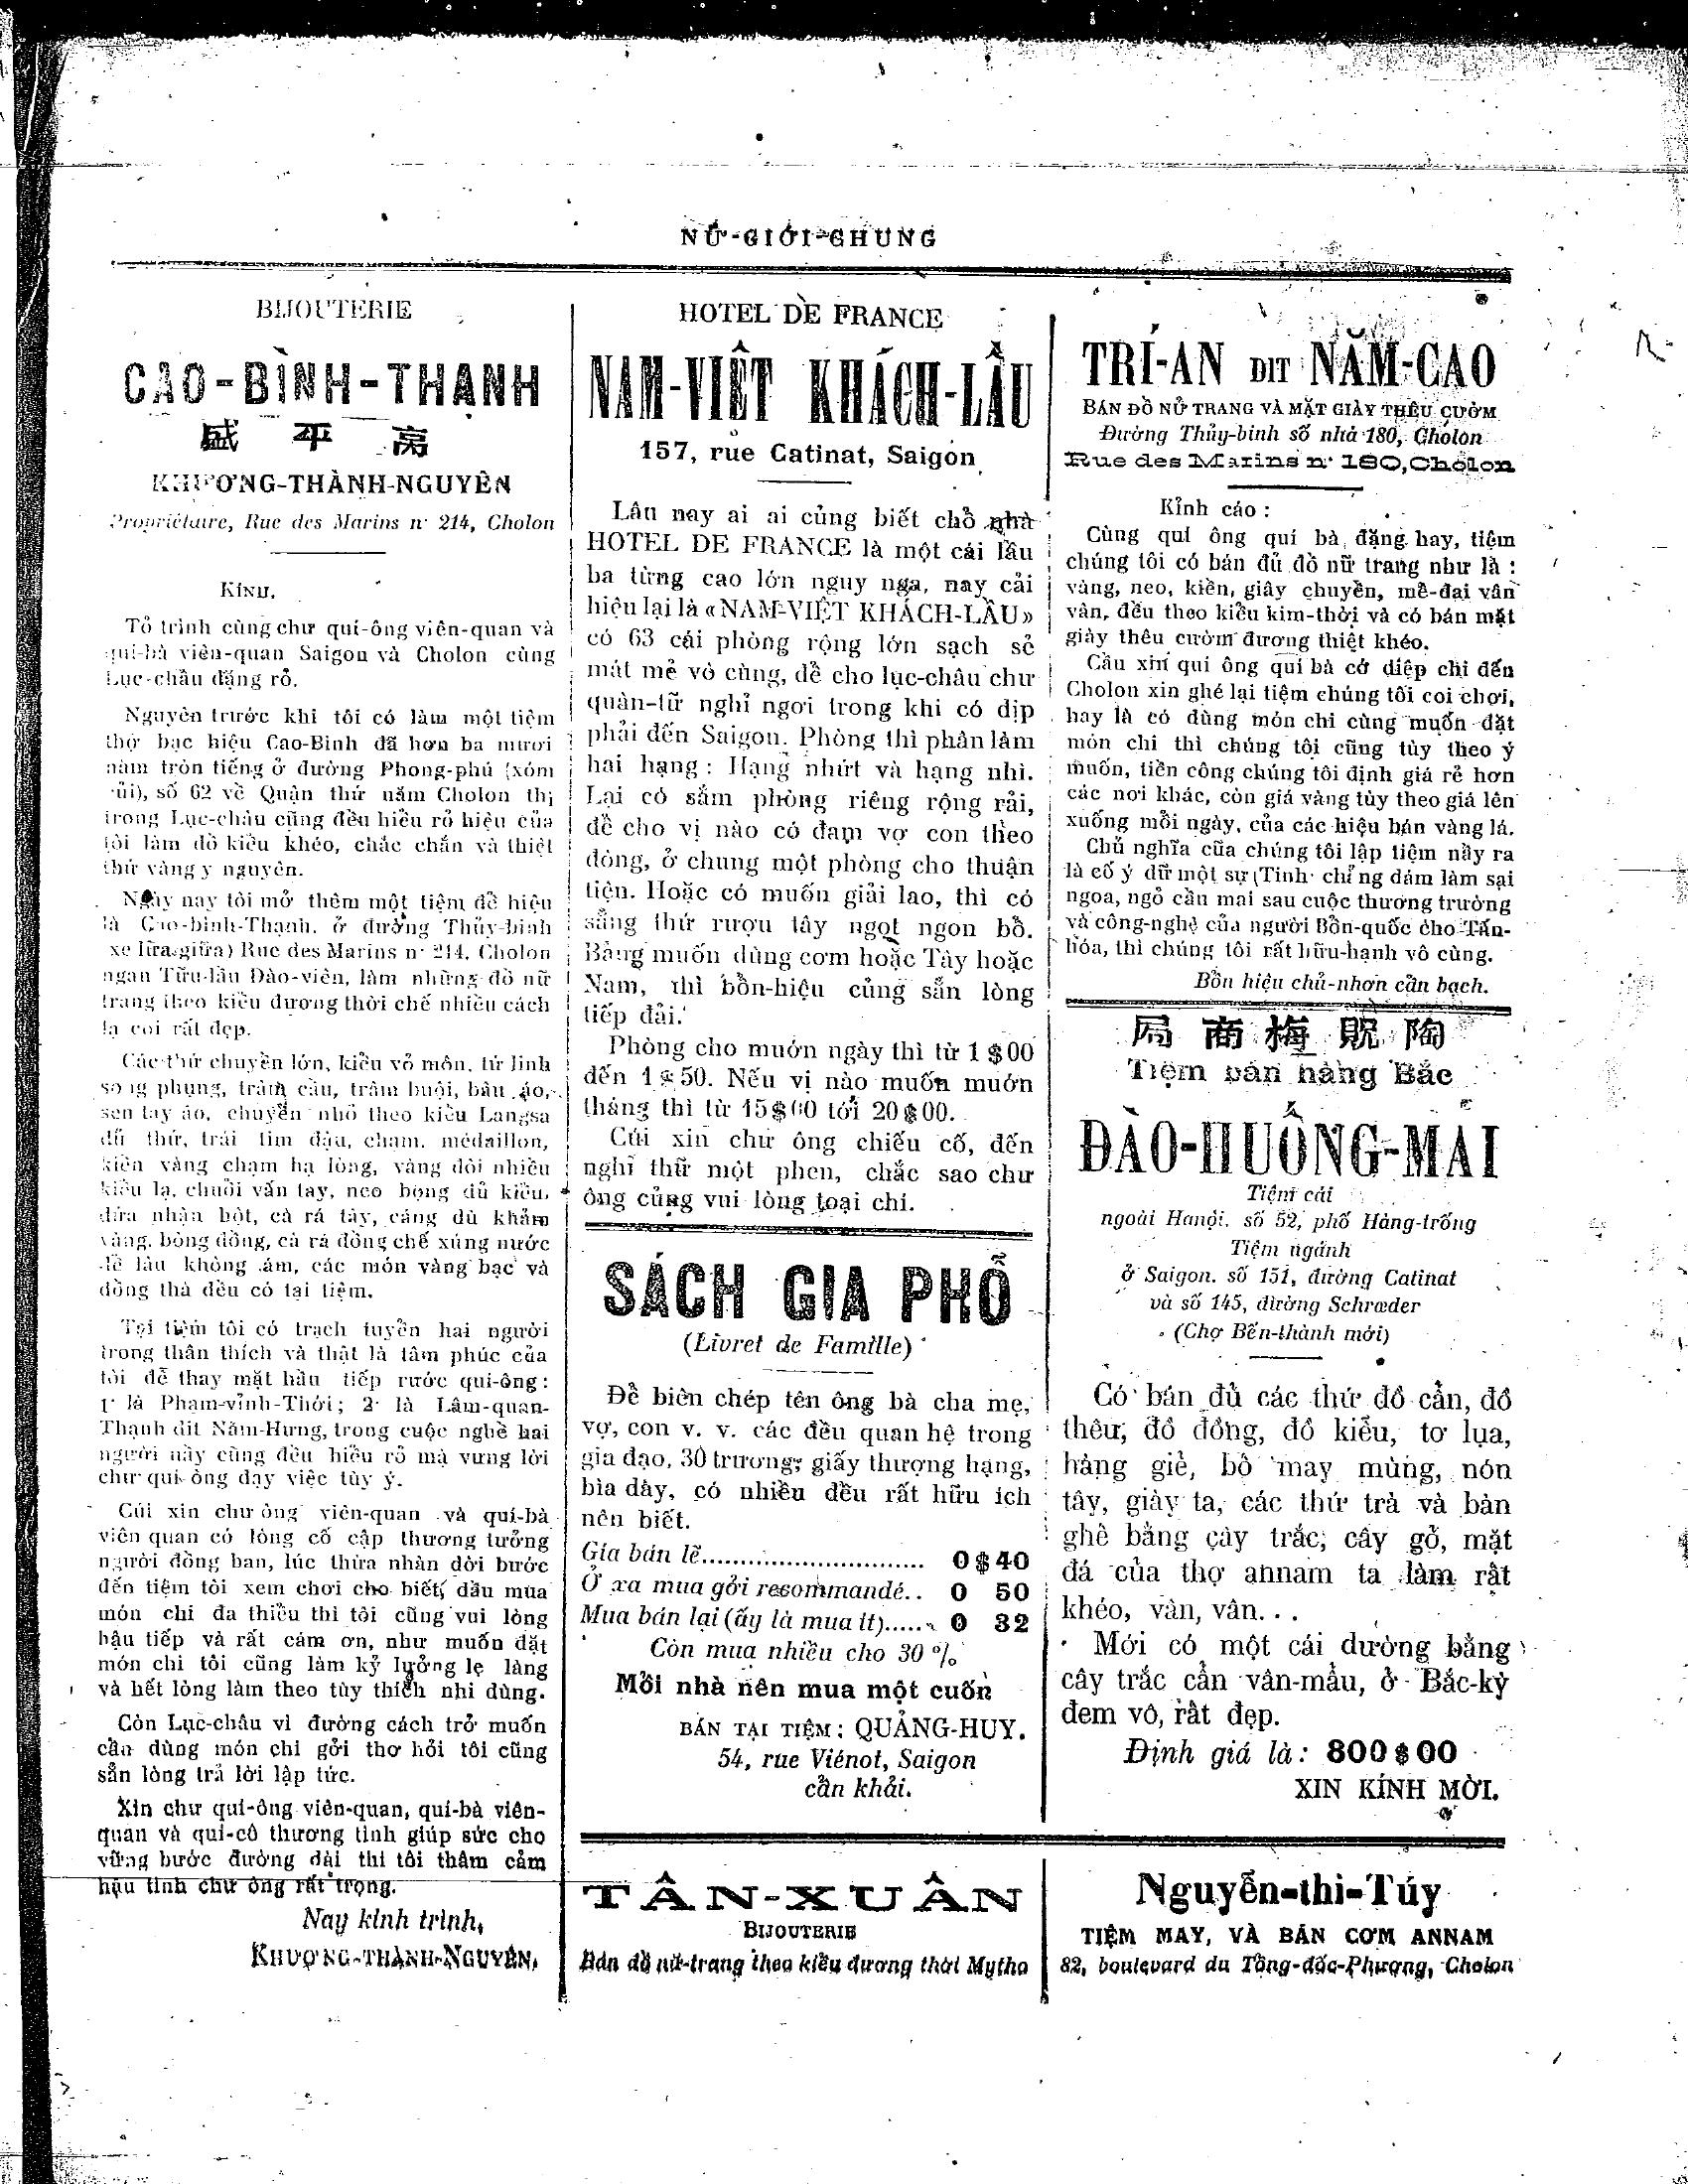 NỮ-GIỚI-CHUNG
BIJOUTERIE
CAO-BÌNH-THẠNH
盛 平 高
KHƯƠNG-THÀNH-NGUYÊN
Propriétaire, Rue des Marins n· 214, Cholon
KÍNH,
Tỏ trình cùng chư quí-ông viên-quan và
quí-bà viên-quan Saigon và Cholon cùng
Lục-châu đặng rỏ.
Nguyên trước khi tôi có làm một tiệm
thợ bạc hiệu Cao-Bình đã hơn ba mươi
năm tròn tiếng ở đường Phong-phú (xóm
củi), số 62 về Quận thứ năm Cholon thì
trong Lục-châu cũng đều hiểu rỏ hiệu của
tôi làm đồ kiểu khéo, chắc chắn và thiệt
thứ vàng y nguyên.
Ngày nay tôi mở thêm một tiệm đề hiệu
là Cao-bình-Thạnh, ở đường Thủy-binh
xe lữa giữa) Rue des Marins n· 214, Cholon
ngan Tữu-lầu Đào-viên, làm những đồ nữ
trang theo kiểu đương thời chế nhiều cách
lạ coi rất đẹp.
Các thứ chuyền lớn, kiểu vỏ môn, tứ linh
song phụng, trâm cầu, trâm buội, bàu áo,
sen tay áo, chuyền nhỏ theo kiểu Langsa
đủ thứ, trái tim đậu, chạm, médaillon,
kiền vàng chạm hạ lòng, vàng dòi nhiều
kiểu lạ, chuỗi vấn tay, neo bọng đủ kiểu,
dứa nhận bột, cà rá tây, cáng dù khảm
vàng, bông đồng, cà rá đồng chế xúng nước
để lâu không ám, các món vàng bạc và
đồng thà đều có tại tiệm.
Tại tiệm tôi có trạch tuyển hai người
trong thân thích và thật là tâm phúc của
tôi để thay mặt hầu tiếp rước quí-ông:
1· là Phạm-vỉnh-Thới; 2· là Lâm-quan-
Thạnh dit Năm-Hưng, trong cuộc nghề hai
người này cũng đều hiểu rỏ mà vưng lời
chư quí-ông dạy việc tùy ý.
Cúi xin chư ông viên-quan và quí-bà
viên quan có lòng cố cập thương tưởng
người đồng ban, lúc thừa nhàn dời bước
đến tiệm tôi xem chơi cho biết, dầu mua
món chi đa thiểu thì tôi cũng vui lòng
hậu tiếp và rất cám ơn, như muốn đặt
món chi tôi cũng làm kỷ lưởng lẹ làng
và hết lòng làm theo tùy thích nhi dùng.
Còn Lục-châu vì đường cách trở muốn
cần dùng món chi gởi thơ hỏi tôi cũng
sẳn lòng trả lời lập tức.
Xin chư quí-ông viên-quan, quí-bà viên-
quan và quí-cô thương tình giúp sức cho
vững bước đường dài thì tôi thâm cảm
hậu tình chư ông rất trọng.
Nay kính trình,
KHƯƠNG-THÀNH-NGUYÊN,
HOTEL DE FRANCE
NAM-VIỆT KHÁCH-LẦU
157, rue Catinat, Saigon
Lâu nay ai ai củng biết chổ nhà
HOTEL DE FRANCE là một cái lầu
ba từng cao lớn nguy nga, nay cải
hiệu lại là «NAM-VIỆT KHÁCH-LẦU»
có 63 cái phòng rộng lớn sạch sẻ
mát mẻ vô cùng, để cho lục-châu chư
quân-tữ nghỉ ngơi trong khi có dịp
phải đến Saigon. Phòng thì phân làm
hai hạng: Hạng nhứt và hạng nhì.
Lại có sắm phòng riêng rộng rải,
để cho vị nào có đam vợ con theo
đông, ở chung một phòng cho thuận
tiện. Hoặc có muốn giải lao, thì có
sẳng thứ rượu tây ngọt ngon bồ.
Bằng muốn dùng cơm hoặc Tây hoặc
Nam, thì bổn-hiệu củng sẵn lòng
tiếp đải.
Phòng cho muớn ngày thì từ 1$00
đến 1$50. Nếu vị nào muốn muớn
tháng thì từ 15$00 tới 20$00.
Cúi xin chư ông chiếu cố, đến
nghỉ thữ một phen, chắc sao chư
ông củng vui lòng toại chí.
SÁCH GIA PHỔ
(Livret de Famille)
Để biên chép tên ông bà cha mẹ,
vợ, con v. v. các đều quan hệ trong
gia đạo, 30 trương, giấy thượng hạng,
bìa dày, có nhiều đều rất hữu ích
nên biết.
Gía bán lẽ............................ 0$40
Ở xa mua gởi recommandé.. 0 50
Mua bán lại (ấy là mua ít)...... 0 32
Còn mua nhiều cho 30 %
Mỗi nhà nên mua một cuốn
BÁN TẠI TIỆM: QUẢNG-HUY.
54, rue Viénot, Saigon
cẩn khải.
TRÍ-AN DIT NĂM-CAO
BÁN ĐỒ NỬ TRANG VÀ MẶT GIÀY THÊU CƯỜM
Đường Thủy-binh số nhà 180, Cholon
Rue des Marins n· 180, Cholon
Kỉnh cáo:
Cùng quí ông quí bà đặng hay, tiệm
chúng tôi có bán đủ đồ nữ trang như là:
vàng, neo, kiền, giây chuyền, mề-đai vân
vân, đều theo kiểu kim-thời và có bán mặt
giày thêu cườm đương thiệt khéo.
Cầu xin quí ông quí bà cớ diệp chi đến
Cholon xin ghé lại tiệm chúng tôi coi chơi,
hay là có dùng món chi cùng muốn đặt
món chi thì chúng tôi cũng tùy theo ý
muốn, tiền công chúng tôi định giá rẻ hơn
các nơi khác, còn giá vàng tùy theo giá lên
xuống mỗi ngày, của các hiệu bán vàng lá.
Chủ nghĩa của chúng tôi lập tiệm nầy ra
là cố ý dữ một sự (Tinh chẳng dám làm sai
ngoa, ngỏ cầu mai sau cuộc thương trường
và công-nghệ của người Bổn-quốc cho Tấn-
hóa, thì chúng tôi rất hữu-hạnh vô cùng.
Bổn hiệu chủ-nhơn cẩn bạch.
局 商 梅 貺 陶
Tiệm bán hàng Bắc
ĐÀO-HUỐNG-MAI
Tiệm cái
ngoài Hanội, số 52, phố Hàng-trống
Tiệm ngánh
ở Saigon, số 151, đường Catinat
và số 145, đường Schrœder
(Chợ Bến-thành mới)
Có bán đủ các thứ đồ cẩn, đồ
thêu, đồ đồng, đồ kiểu, tơ lụa,
hàng giẻ, bộ may mùng, nón
tây, giày ta, các thứ trà và bàn
ghế bằng cây trắc, cây gỏ, mặt
đá của thợ annam ta làm rất
khéo, vân, vân...
Mới có một cái dường bằng
cây trắc cẩn vân-mẩu, ở Bắc-kỳ
đem vô, rất đẹp.
Định giá là: 800$00
XIN KÍNH MỜI.
TÂN-XUÂN
BIJOUTERIE
Bán đồ nữ-trang theo kiểu đương thời Mytho
Nguyễn-thị-Túy
TIỆM MAY, VÀ BÁN CƠM ANNAM
82, boulevard du Tổng-đốc-Phương, Cholon